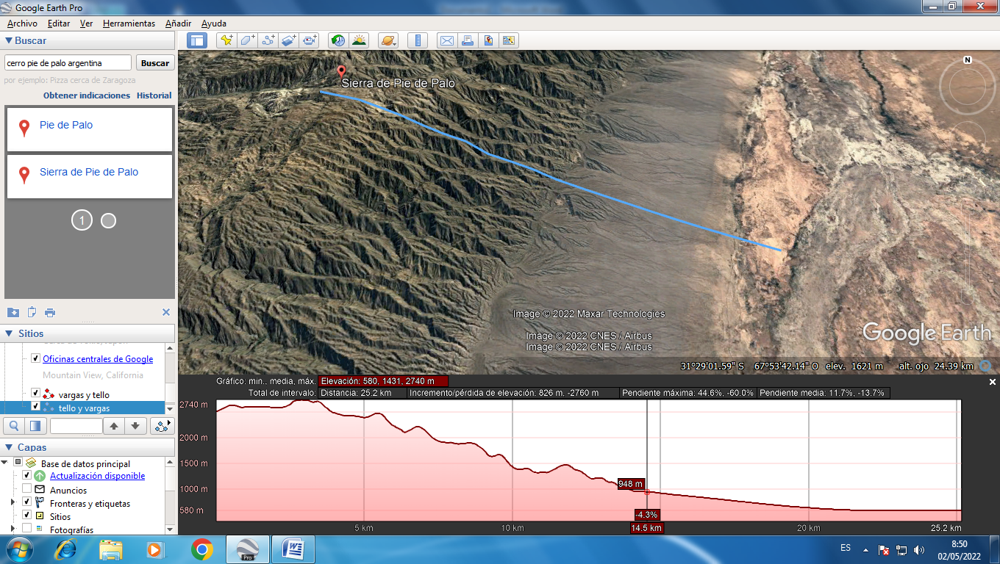 Google Earth Pro
Archivo Editar Ver Herramientas Añadir Ayuda
Buscar
cerro pie de palo argentina
Buscar
por ejemplo: Pizza cerca de Zaragoza
Obtener indicaciones Historial
Pie de Palo
Sierra de Pie de Palo
1
Sitios
Oficinas centrales de Google
Mountain View, California
vargas y tello
tello y vargas
Capas
Base de datos principal
Actualización disponible
Anuncios
Fronteras y etiquetas
Sitios
Fotografías
N
Sierra de Pie de Palo
Image © 2022 Maxar Technologies
Image © 2022 CNES / Airbus
Image © 2022 CNES / Airbus
Google Earth
31°29'01.59" S 67°53'42.14" O elev. 1621 m alt. ojo 24.39 km
Gráfico: min., media, máx. Elevación: 580, 1431, 2740 m
Total de intervalo: Distancia: 25.2 km Incremento/pérdida de elevación: 826 m, -2760 m Pendiente máxima: 44.6%, -60.0% Pendiente media: 11.7%, -13.7%
2740 m
2000 m
1500 m
1000 m
580 m
948 m
-4.3%
5 km 10 km 14.5 km 20 km 25.2 km
Pro
ES
8:50
02/05/2022